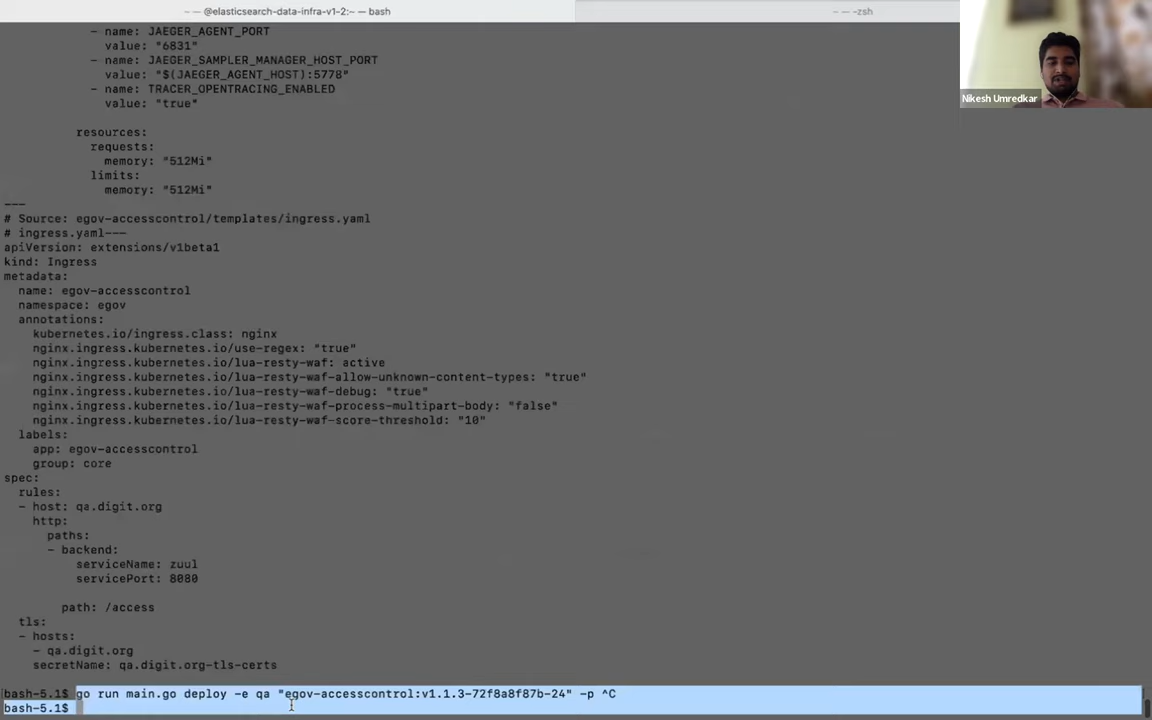 ~ — @elasticsearch-data-infra-v1-2:~ — bash
~ — -zsh
- name: JAEGER_AGENT_PORT
value: "6831"
- name: JAEGER_SAMPLER_MANAGER_HOST_PORT
value: "$(JAEGER_AGENT_HOST):5778"
- name: TRACER_OPENTRACING_ENABLED
value: "true"
resources:
requests:
memory: "512Mi"
limits:
memory: "512Mi"
---
# Source: egov-accesscontrol/templates/ingress.yaml
# ingress.yaml---
apiVersion: extensions/v1beta1
kind: Ingress
metadata:
name: egov-accesscontrol
namespace: egov
annotations:
kubernetes.io/ingress.class: nginx
nginx.ingress.kubernetes.io/use-regex: "true"
nginx.ingress.kubernetes.io/lua-resty-waf: active
nginx.ingress.kubernetes.io/lua-resty-waf-allow-unknown-content-types: "true"
nginx.ingress.kubernetes.io/lua-resty-waf-debug: "true"
nginx.ingress.kubernetes.io/lua-resty-waf-process-multipart-body: "false"
nginx.ingress.kubernetes.io/lua-resty-waf-score-threshold: "10"
labels:
app: egov-accesscontrol
group: core
spec:
rules:
- host: qa.digit.org
http:
paths:
- backend:
serviceName: zuul
servicePort: 8080
path: /access
tls:
- hosts:
- qa.digit.org
secretName: qa.digit.org-tls-certs
bash-5.1$ go run main.go deploy -e qa "egov-accesscontrol:v1.1.3-72f8a8f87b-24" -p ^C
bash-5.1$
Nikesh Umredkar